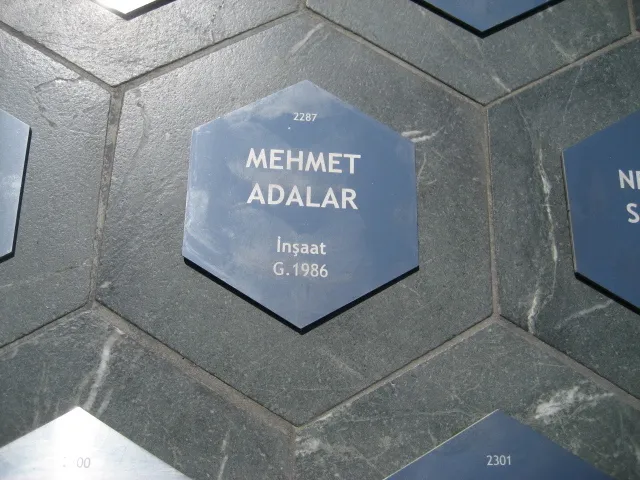 2287
MEHMET
ADALAR
İnşaat
G.1986
2301